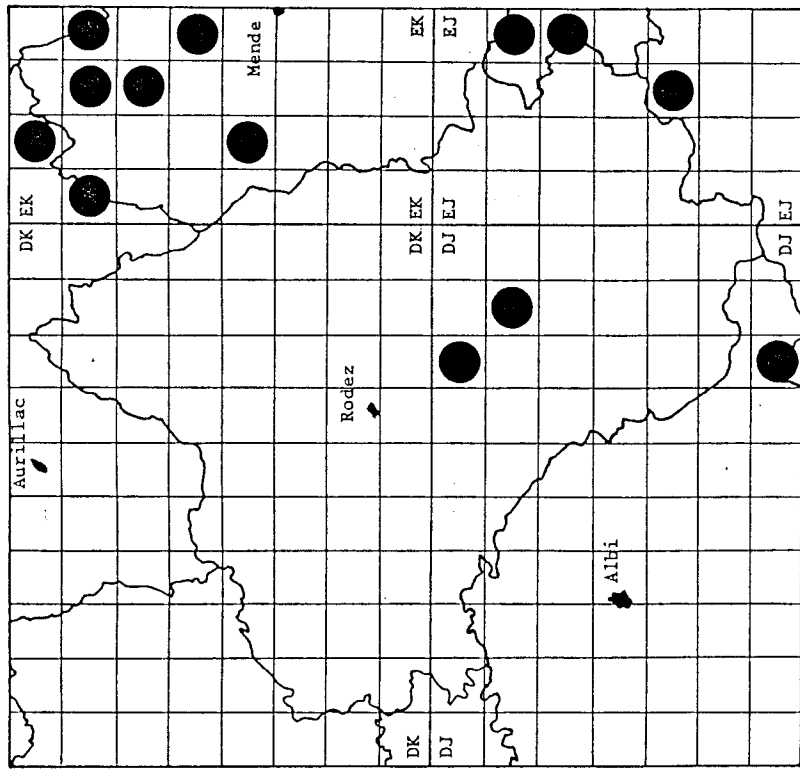 Aurillac
Mende
Rodez
Albi
DK EK
EK
EJ
DK EK
DJ EJ
DK
DJ
DJ EJ